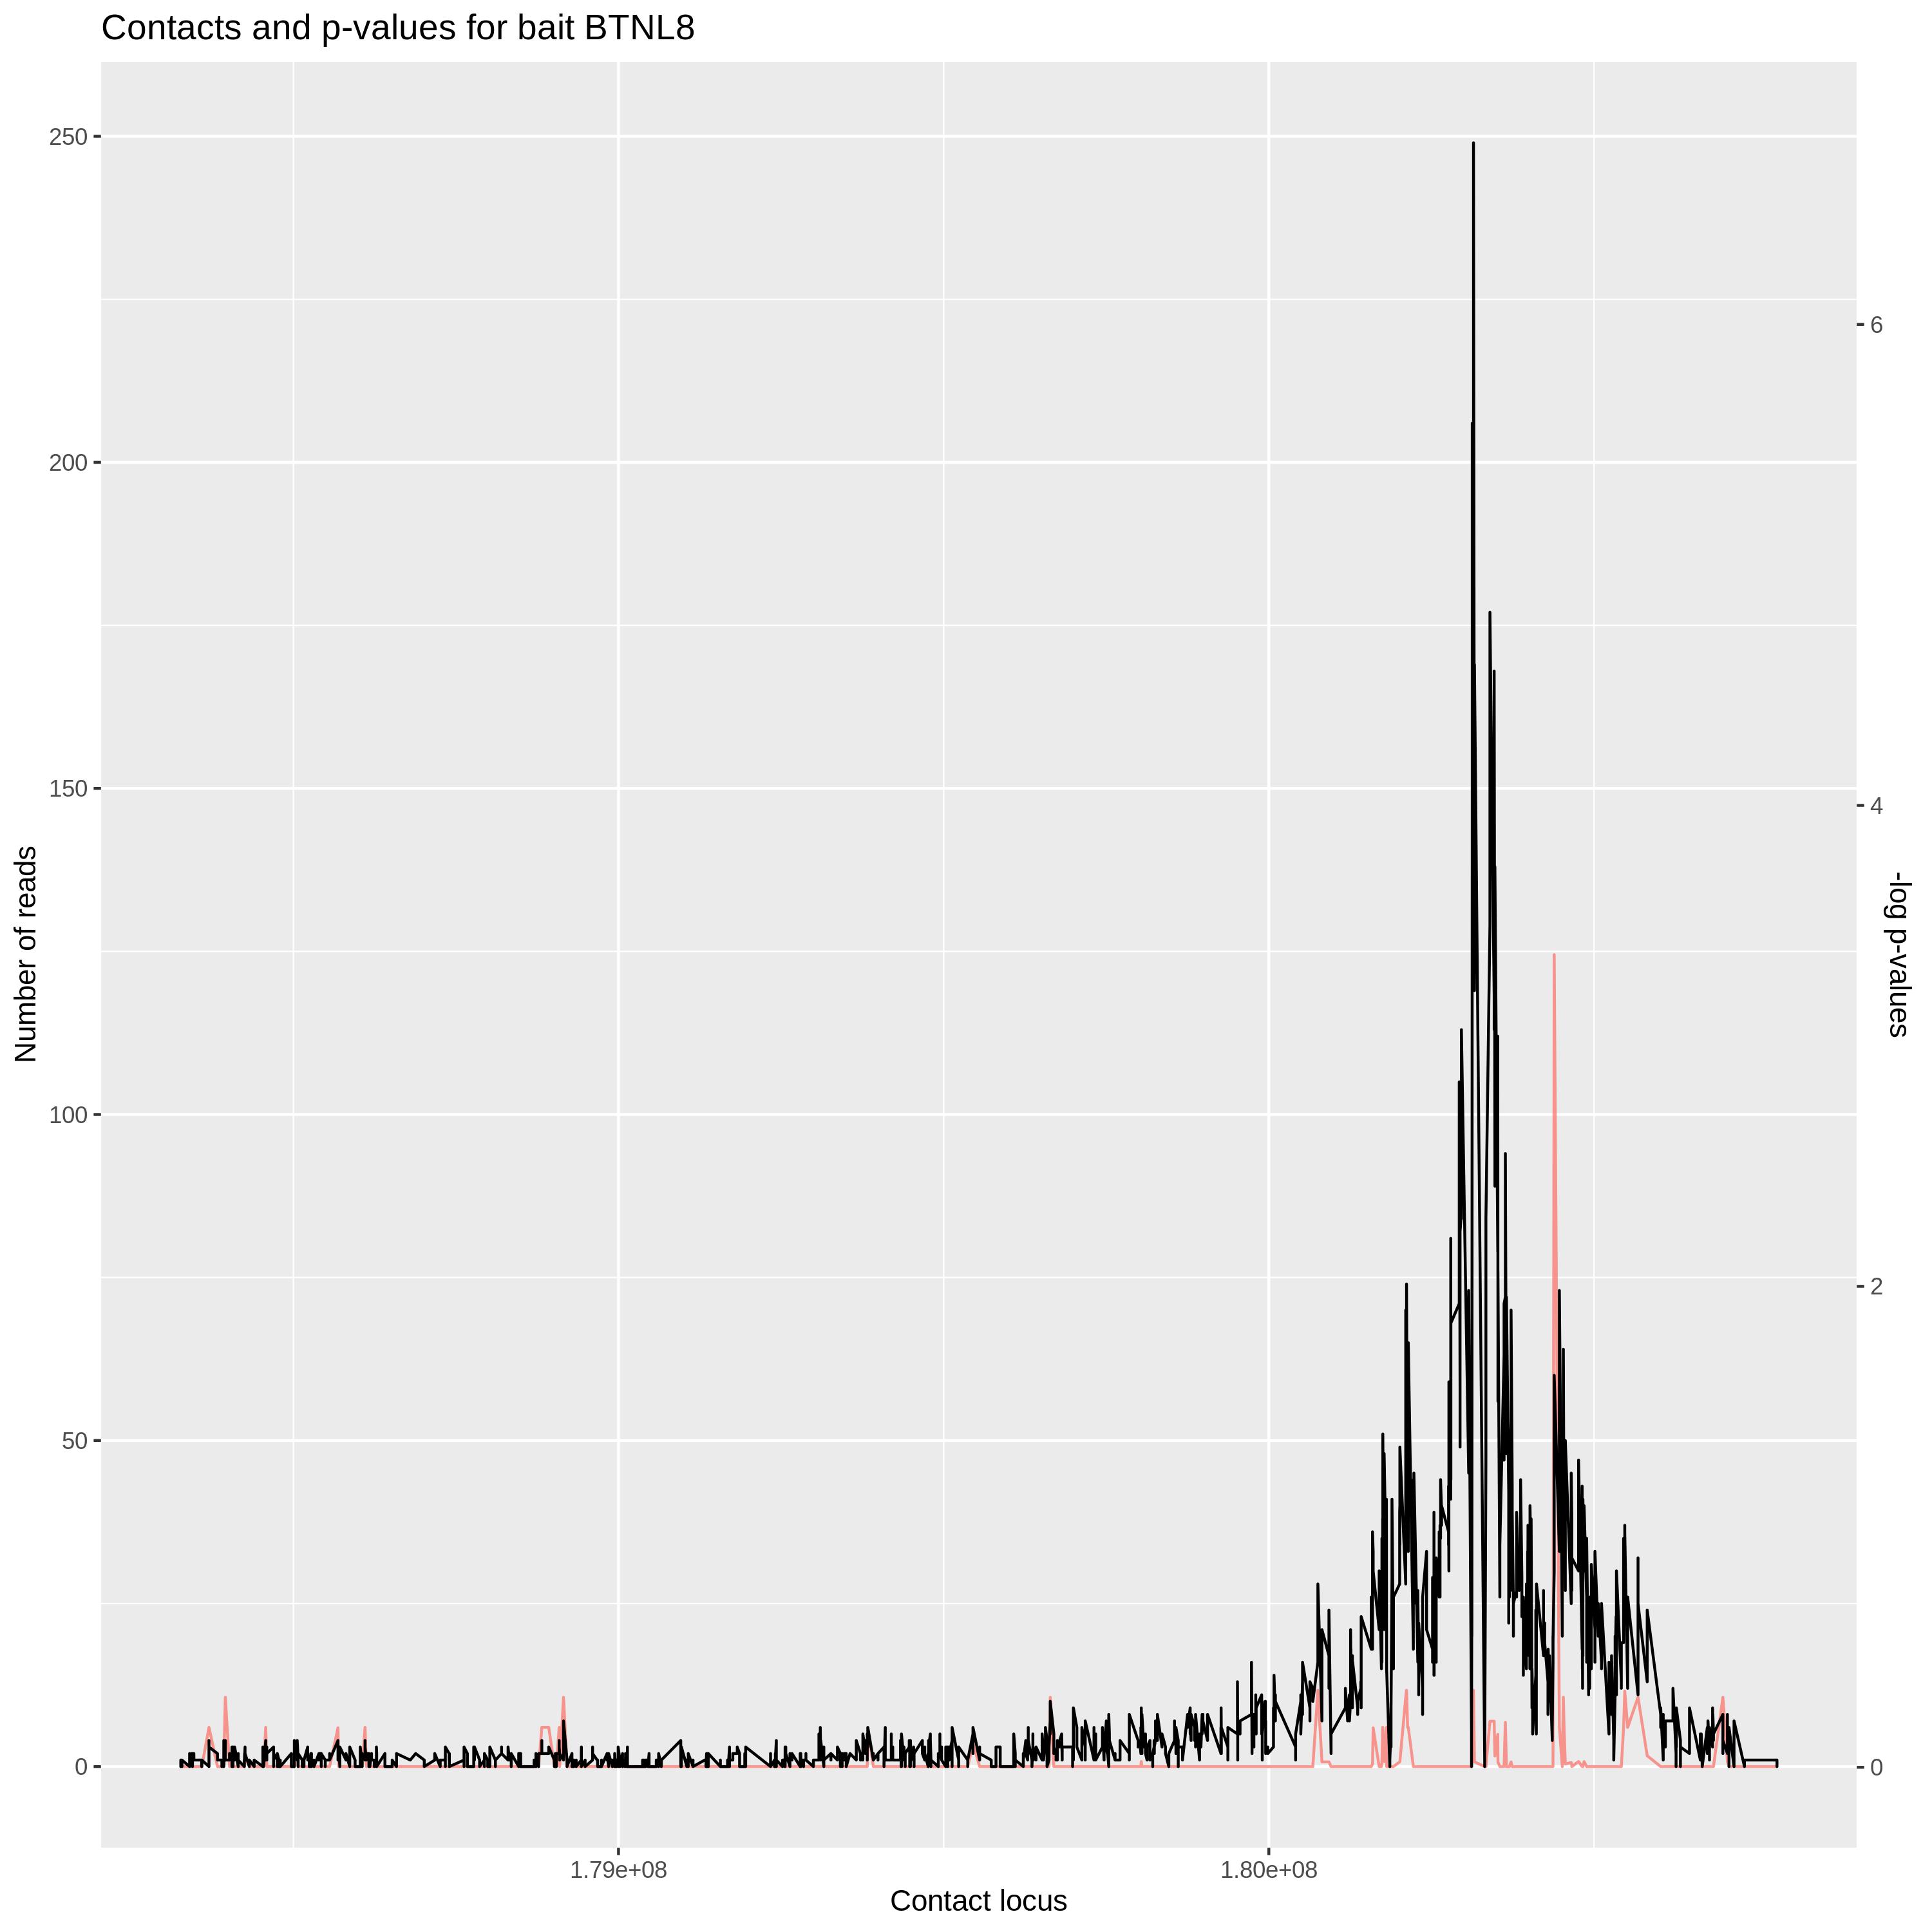 Contacts and p-values for bait BTNL8
250
200
150
100
50
0
Number of reads
6
4
2
0
-log p-values
1.79e+08
1.80e+08
Contact locus